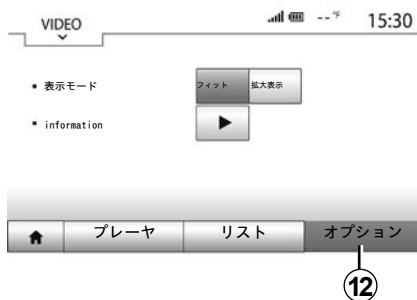 VIDEO
--°F 15:30
▪ 表示モード フィット 拡大表示
▪ information
プレーヤ リスト オプション
12